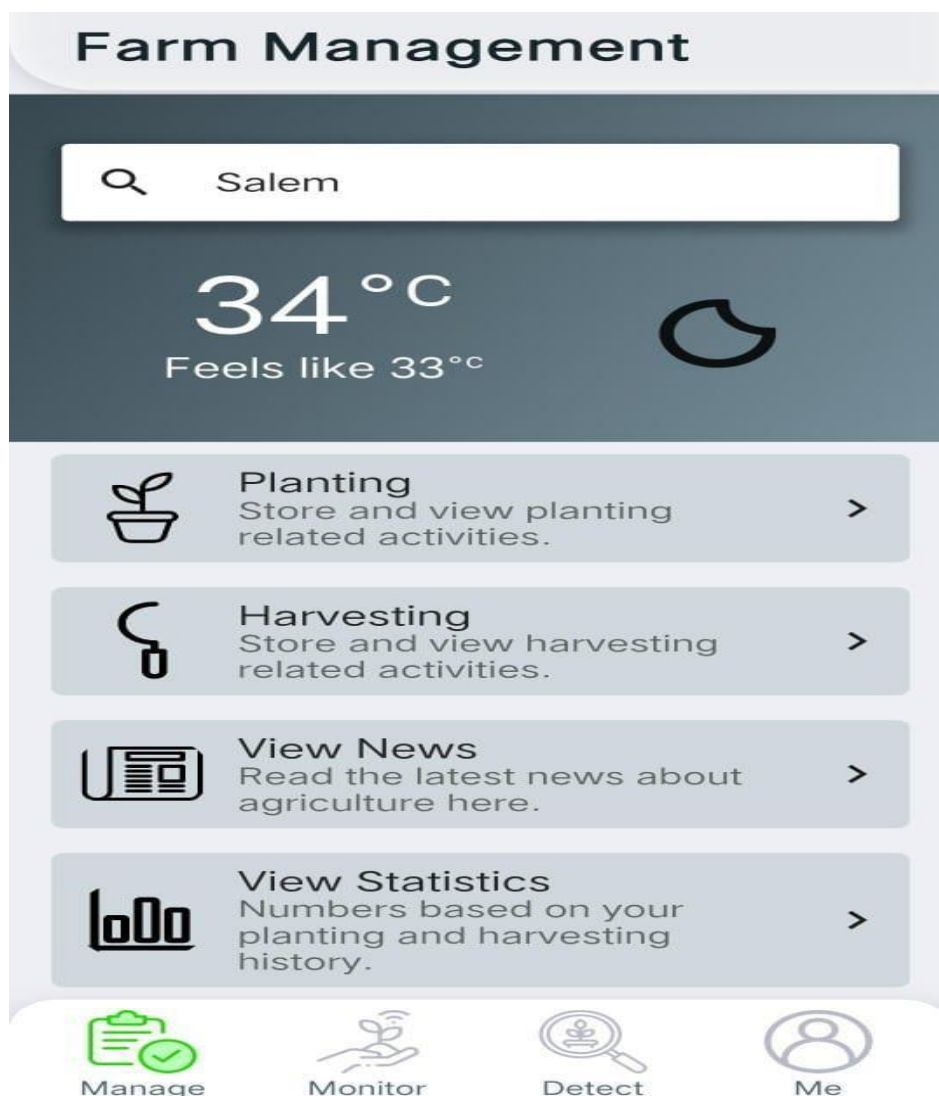 Farm Management
Salem
34°C
Feels like 33°C
Planting
Store and view planting
related activities.
Harvesting
Store and view harvesting
related activities.
View News
Read the latest news about
agriculture here.
View Statistics
Numbers based on your
planting and harvesting
history.
Manage Monitor Detect Me